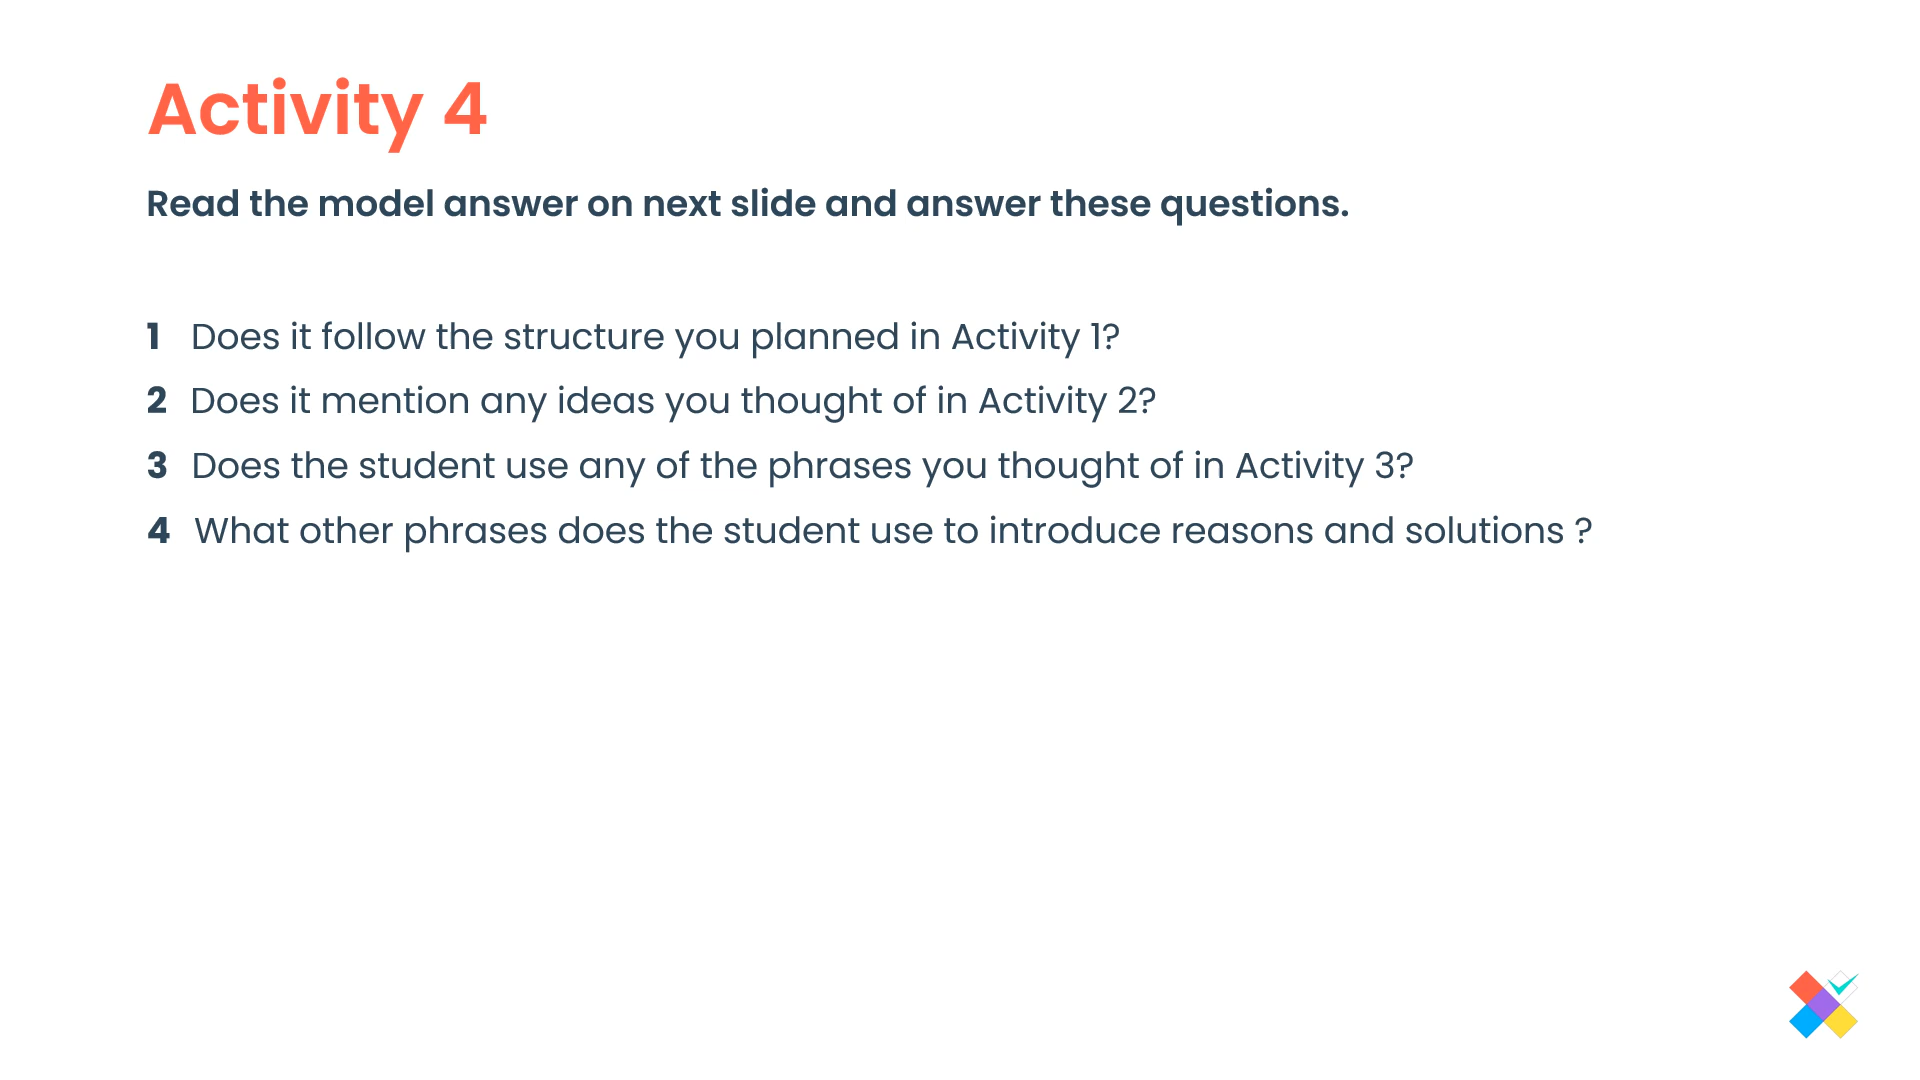 Activity 4
Read the model answer on next slide and answer these questions.
1 Does it follow the structure you planned in Activity 1?
2 Does it mention any ideas you thought of in Activity 2?
3 Does the student use any of the phrases you thought of in Activity 3?
4 What other phrases does the student use to introduce reasons and solutions ?